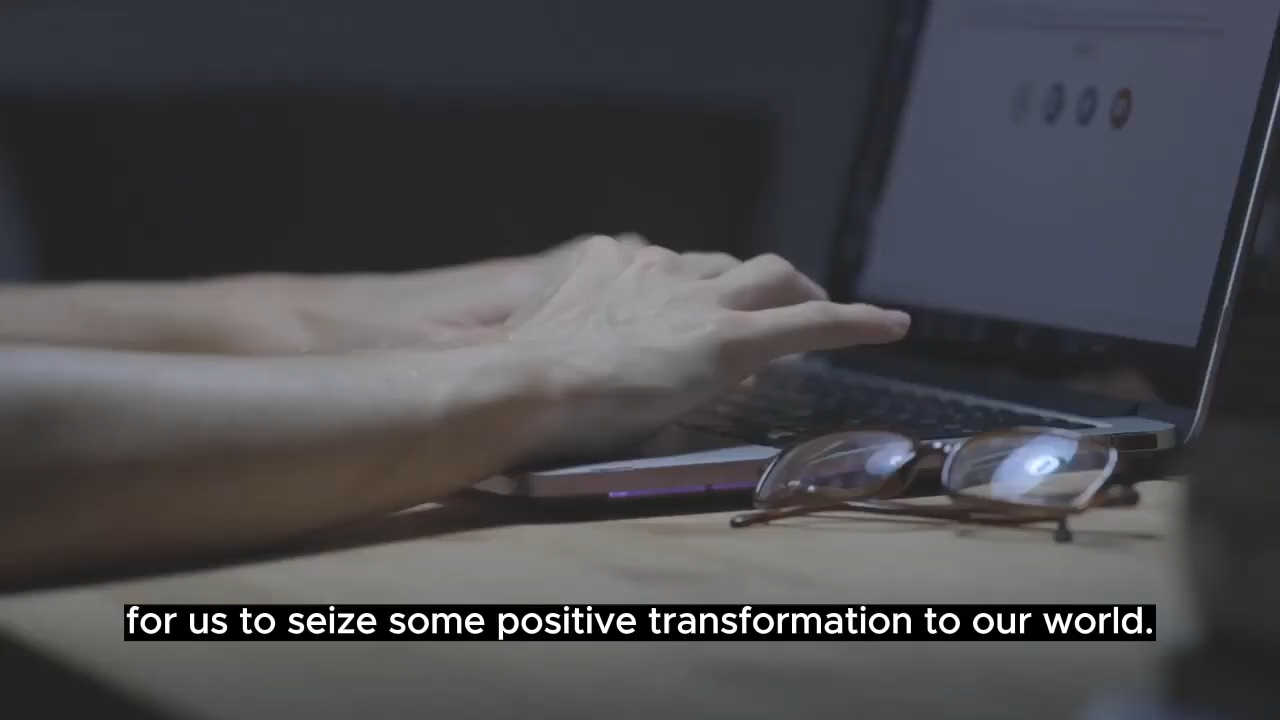 for us to seize some positive transformation to our world.